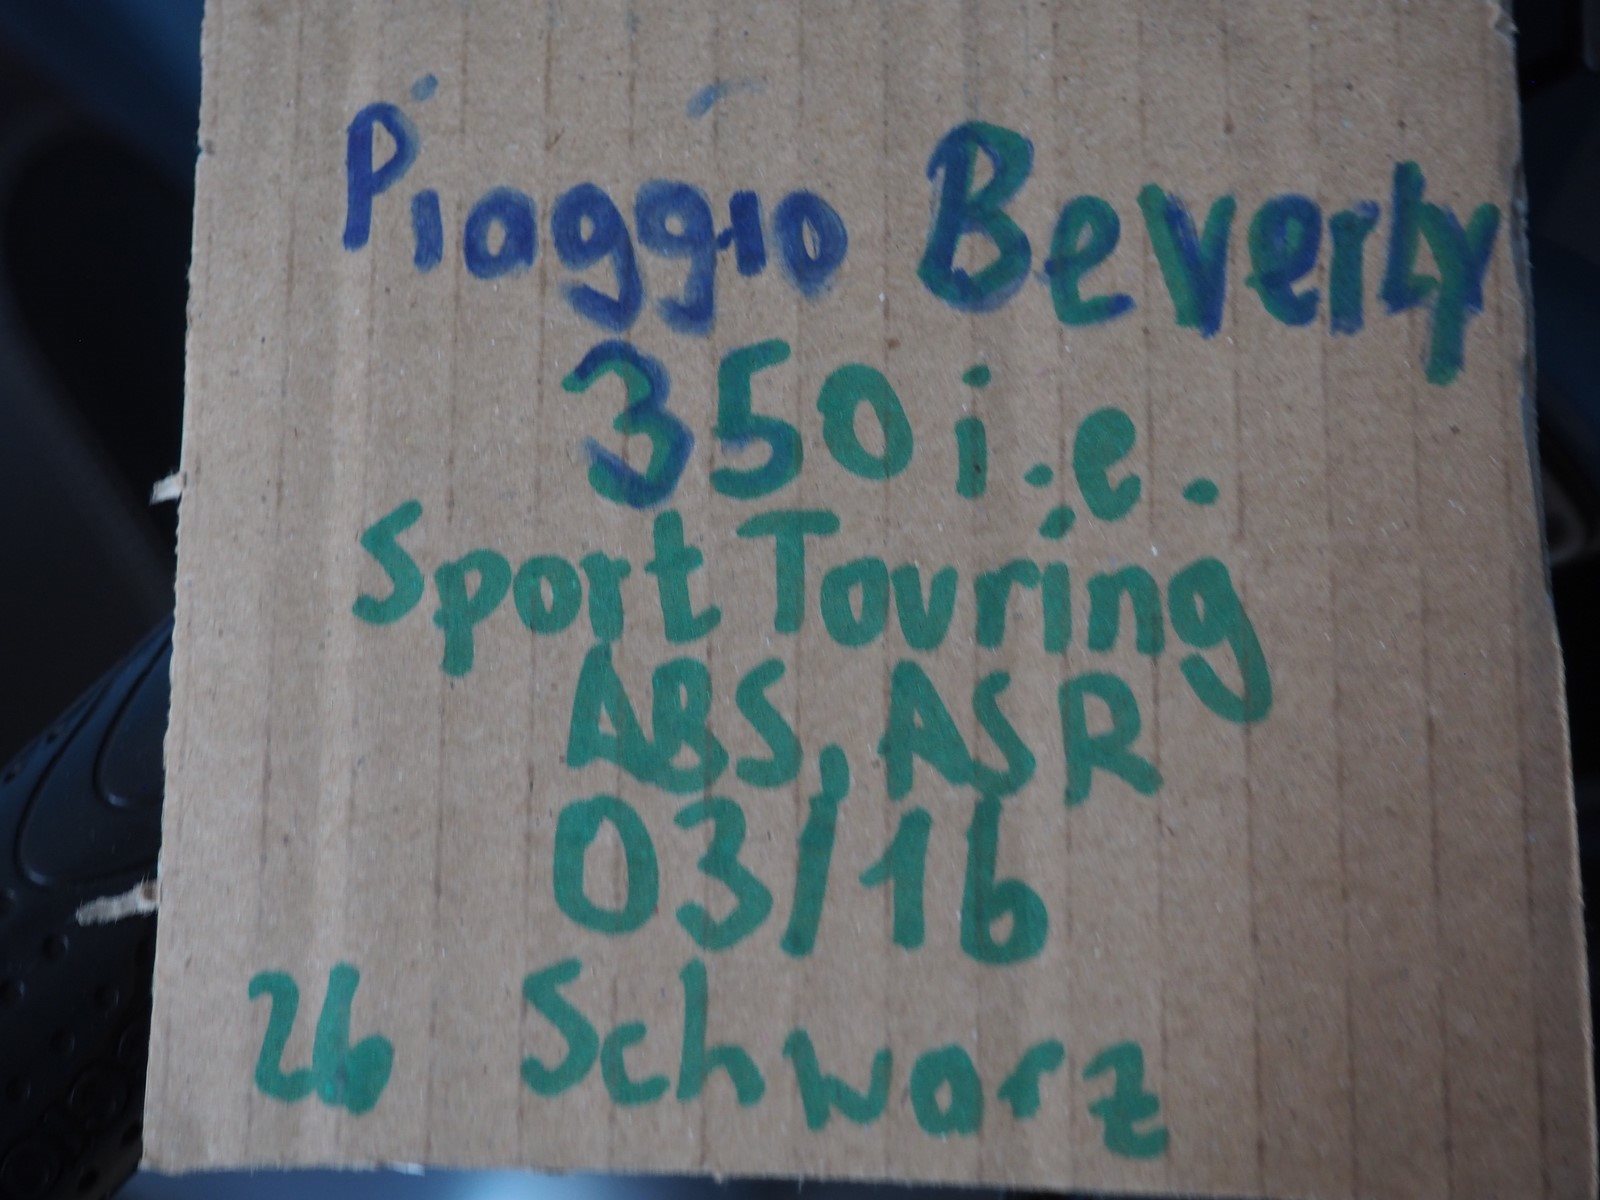 Piaggio Beverly
350 i.e.
Sport Touring
ABS, ASR
03/16
26 Schwarz